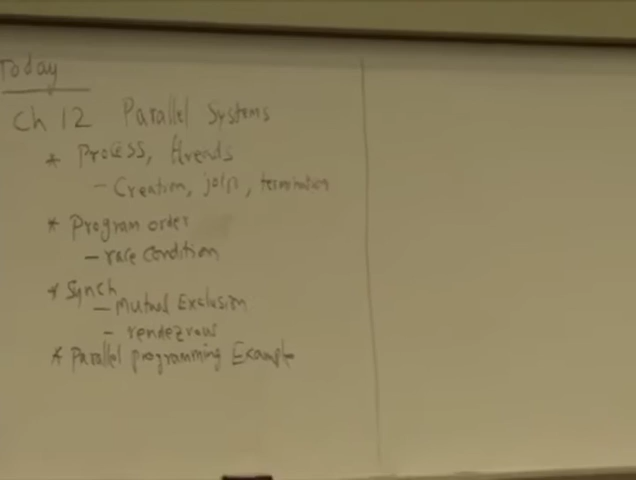 Today
Ch 12 Parallel Systems
* Process, threads
- Creation, joins, termination
* Program order
- race condition
* Synch
- Mutual Exclusion
- rendezvous
* Parallel programming Example